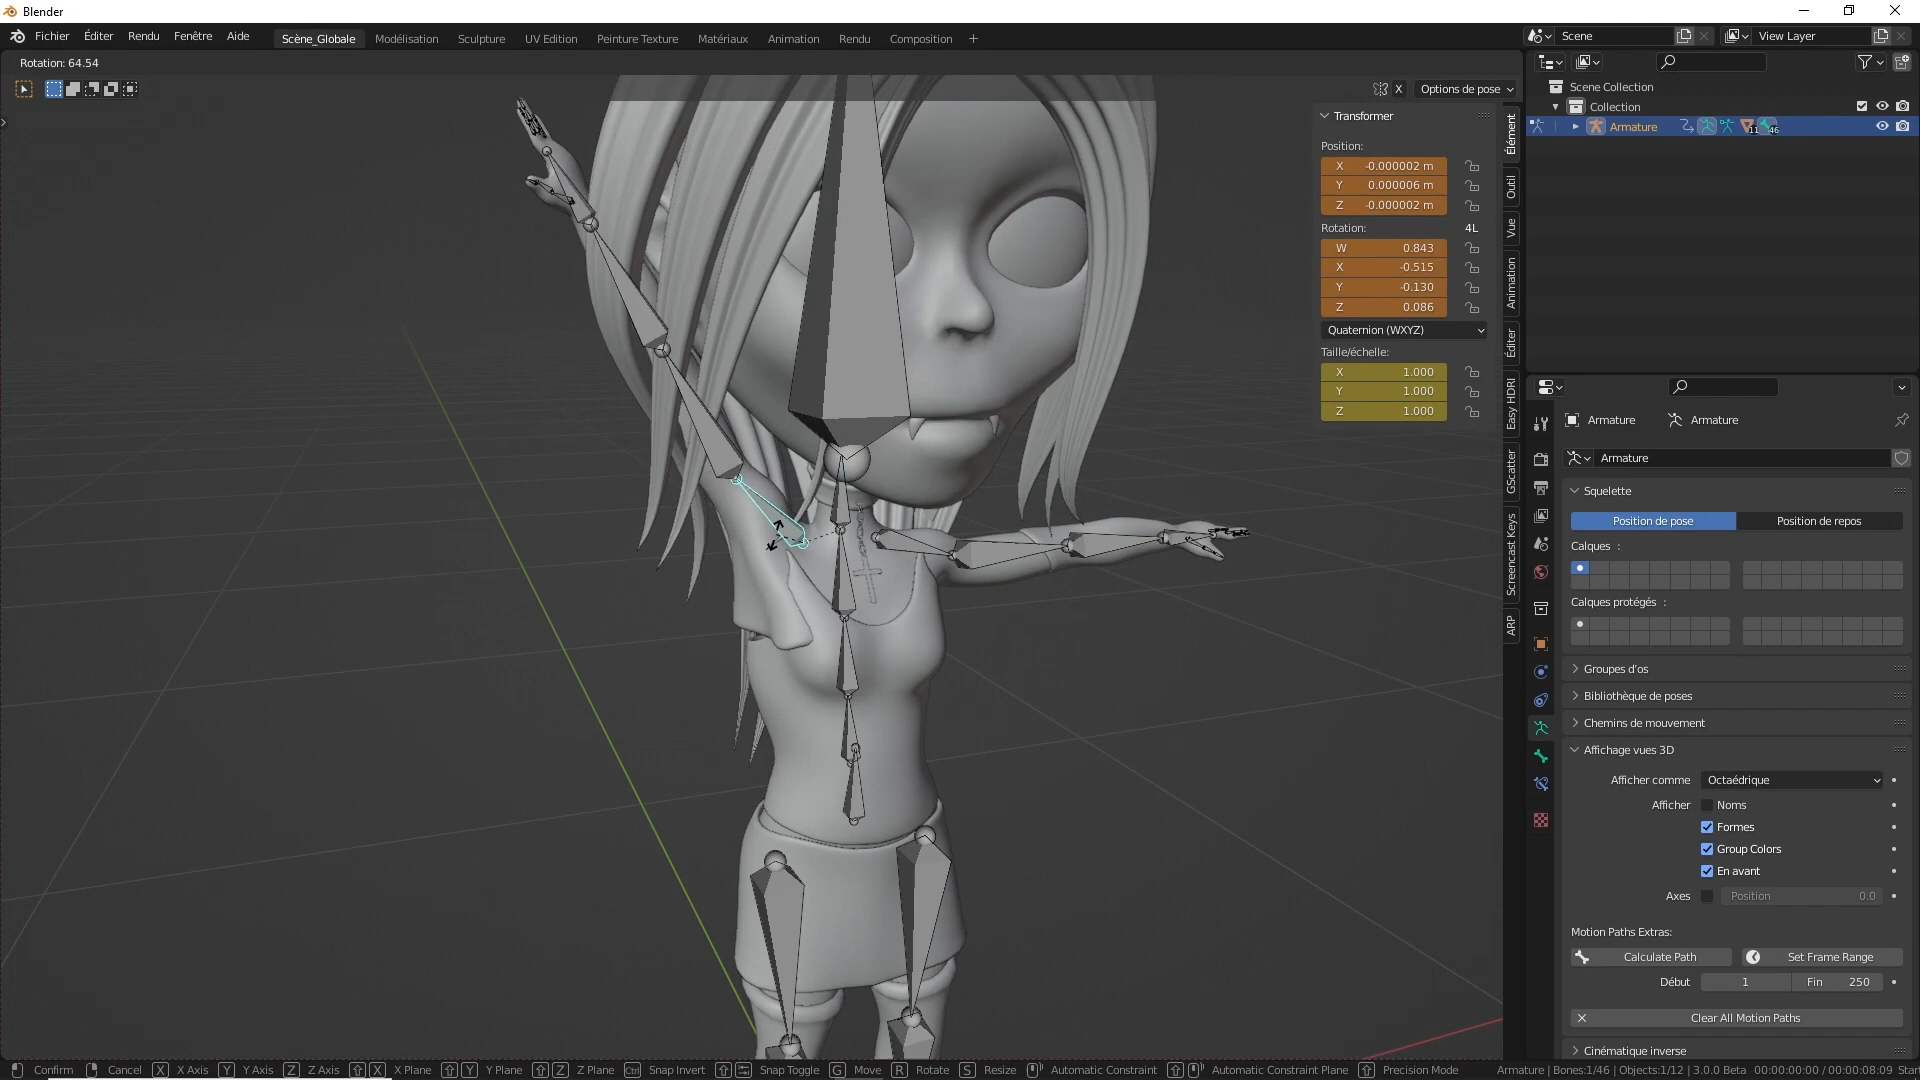 Blender
Fichier Éditer Rendu Fenêtre Aide Scène_Globale Modélisation Sculpture UV Edition Peinture Texture Matériaux Animation Rendu Composition + Scene View Layer
Rotation: 64.54
X Options de pose
Scene Collection
Collection
Armature 11 46
Transformer
Position:
X -0.000002 m
Y 0.000006 m
Z -0.000002 m
Rotation: 4L
W 0.843
X -0.515
Y -0.130
Z 0.086
Quaternion (WXYZ)
Taille/échelle:
X 1.000
Y 1.000
Z 1.000
Élément
Outil
Vue
Animation
Éditer
Easy HDRI
GScatter
Screencast Keys
ARP
Armature Armature
Armature
Squelette
Position de pose Position de repos
Calques :
Calques protégés :
Groupes d'os
Bibliothèque de poses
Chemins de mouvement
Affichage vues 3D
Afficher comme Octaédrique
Afficher Noms
Formes
Group Colors
En avant
Axes Position 0.0
Motion Paths Extras:
Calculate Path Set Frame Range
Début 1 Fin 250
Clear All Motion Paths
Cinématique inverse
Confirm Cancel X X Axis Y Y Axis Z Z Axis X X Plane Y Y Plane Z Z Plane Ctrl Snap Invert Snap Toggle G Move R Rotate S Resize Automatic Constraint Automatic Constraint Plane Precision Mode Armature | Bones:1/46 | Objects:1/12 | 3.0.0 Beta 00:00:00:00 / 00:00:08:09 Star